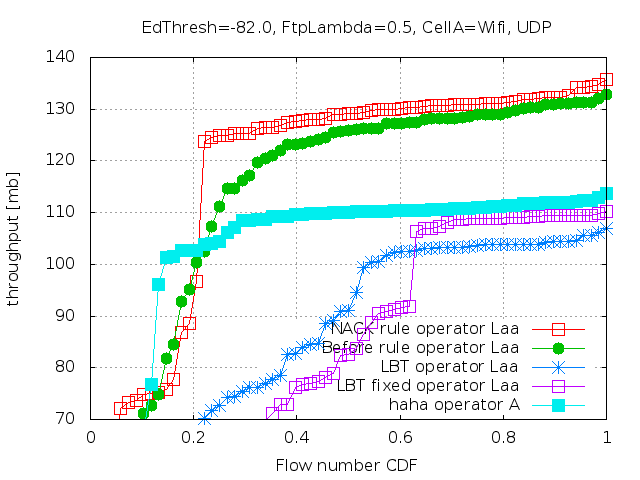 EdThresh=-82.0, FtpLambda=0.5, CellA=Wifi, UDP
140
130
120
110
100
90
80
70
throughput [mb]
NACK rule operator Laa
Before rule operator Laa
LBT operator Laa
LBT fixed operator Laa
haha operator A
0
0.2
0.4
0.6
0.8
1
Flow number CDF